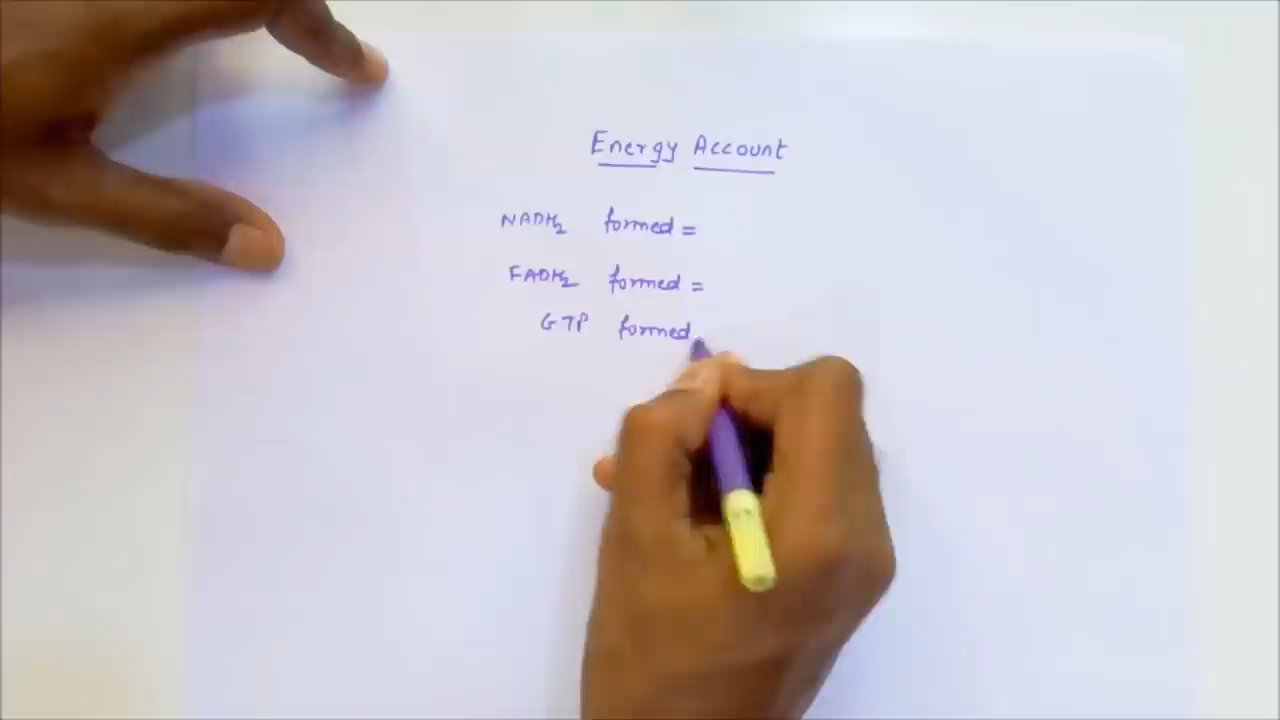 Energy Account
NADH₂ formed =
FADH₂ formed =
GTP formed